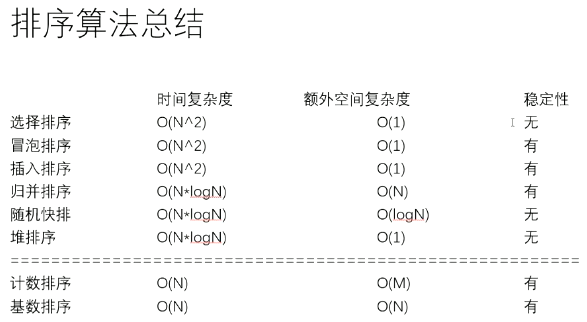 排序算法总结
时间复杂度 额外空间复杂度 稳定性
选择排序 O(N^2) O(1) 无
冒泡排序 O(N^2) O(1) 有
插入排序 O(N^2) O(1) 有
归并排序 O(N*logN) O(N) 有
随机快排 O(N*logN) O(logN) 无
堆排序 O(N*logN) O(1) 无
==========================================================
计数排序 O(N) O(M) 有
基数排序 O(N) O(N) 有